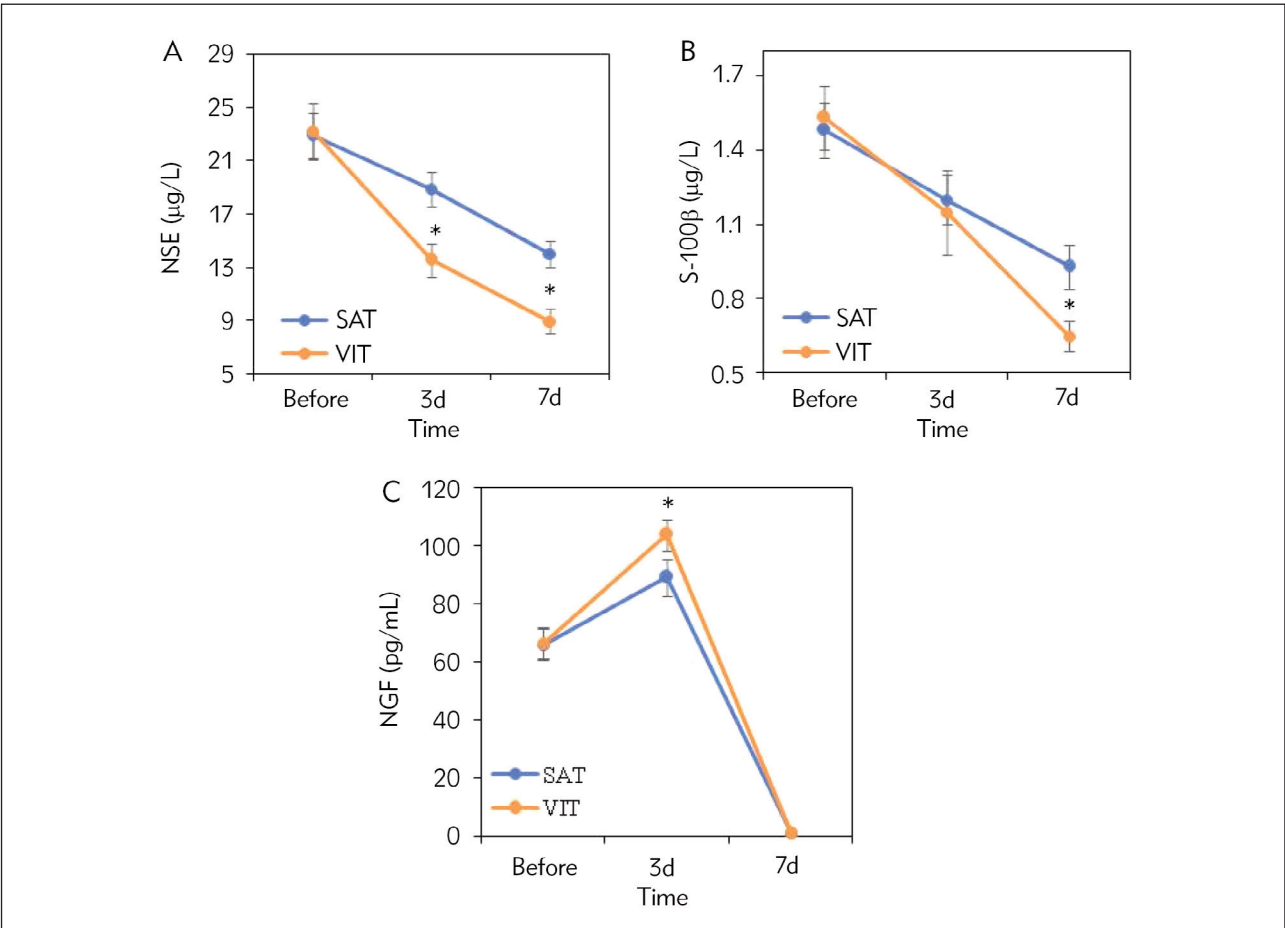 A
29
25
21
17
13
9
5
NSE (μg/L)
*
*
SAT
VIT
Before 3d 7d
Time
B
1.7
1.4
1.1
0.8
0.5
S-100β (μg/L)
*
SAT
VIT
Before 3d 7d
Time
C
120
100
80
60
40
20
0
NGF (pg/mL)
*
SAT
VIT
Before 3d 7d
Time